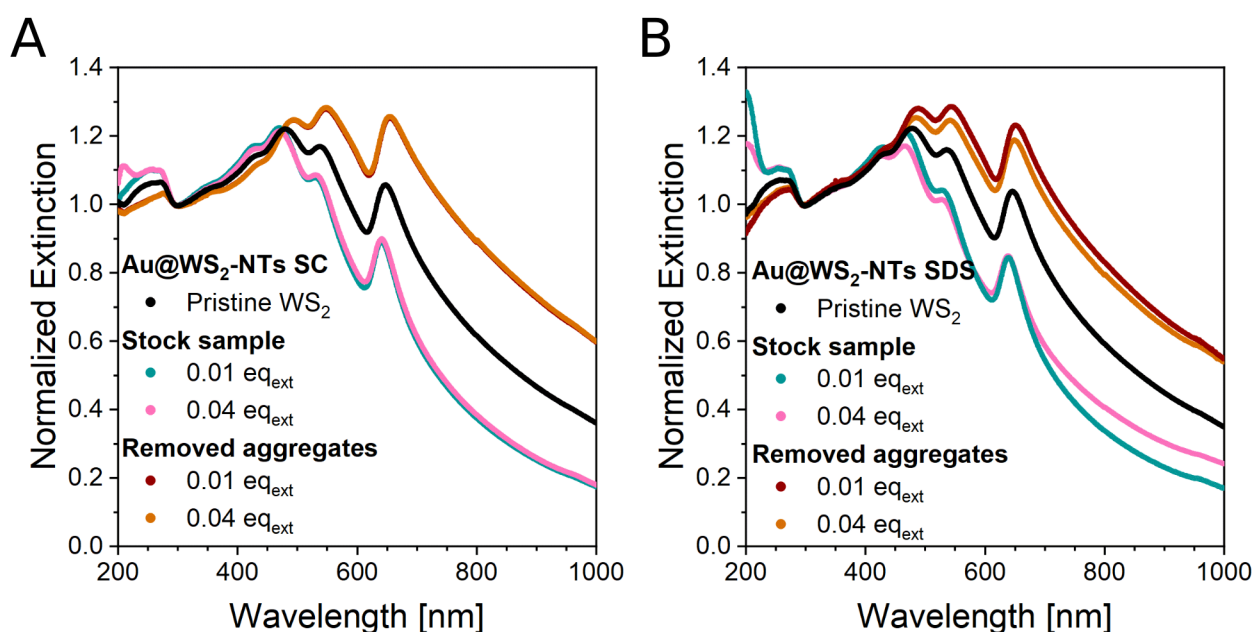 A
Normalized Extinction
1.4
1.2
1.0
0.8
0.6
0.4
0.2
0.0
Au@WS₂-NTs SC
Pristine WS₂
Stock sample
0.01 eqₑₓₜ
0.04 eqₑₓₜ
Removed aggregates
0.01 eqₑₓₜ
0.04 eqₑₓₜ
200 400 600 800 1000
Wavelength [nm]
B
Normalized Extinction
1.4
1.2
1.0
0.8
0.6
0.4
0.2
0.0
Au@WS₂-NTs SDS
Pristine WS₂
Stock sample
0.01 eqₑₓₜ
0.04 eqₑₓₜ
Removed aggregates
0.01 eqₑₓₜ
0.04 eqₑₓₜ
200 400 600 800 1000
Wavelength [nm]